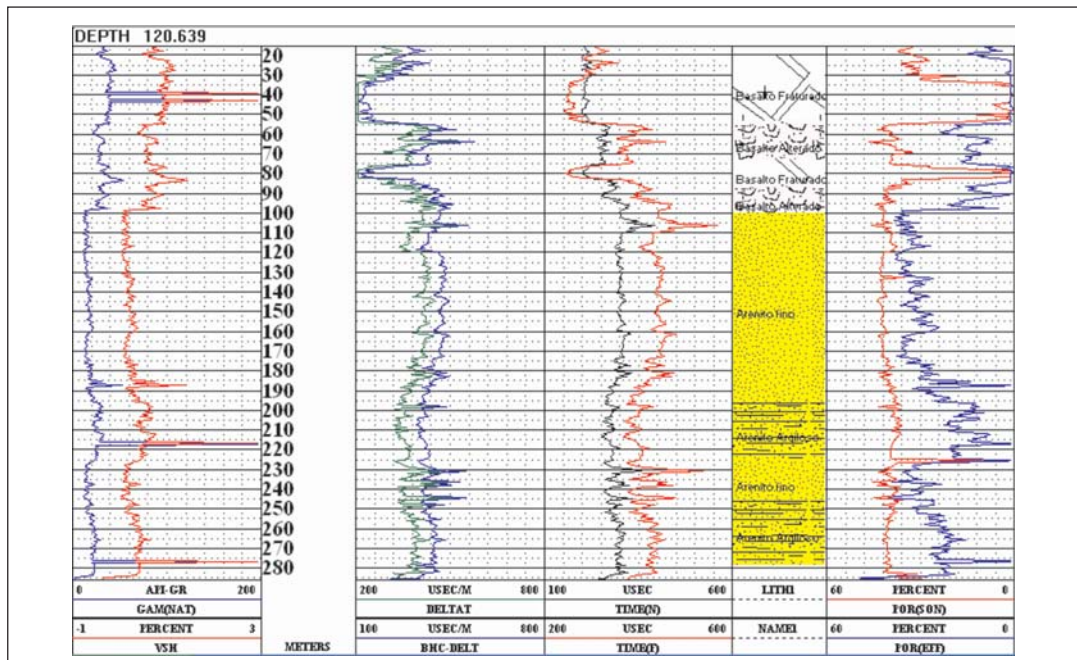 DEPTH 120.639
20
30
40
50
60
70
80
90
100
110
120
130
140
150
160
170
180
190
200
210
220
230
240
250
260
270
280
Basalto Fraturado
Basalto Alterado
Basalto Fraturado
Basalto Alterado
Arenito fino
Arenito Argiloso
Arenito fino
Arenito Argiloso
0 API-GR 200
GAM(NAT)
-1 PERCENT 3
VSH
METERS
200 USEC/M 800
DELTAT
100 USEC/M 800
BHC-DELT
100 USEC 600
TIME(N)
200 USEC 600
TIME(F)
LITH1
NAME1
60 PERCENT 0
POR(SON)
60 PERCENT 0
POR(EFF)